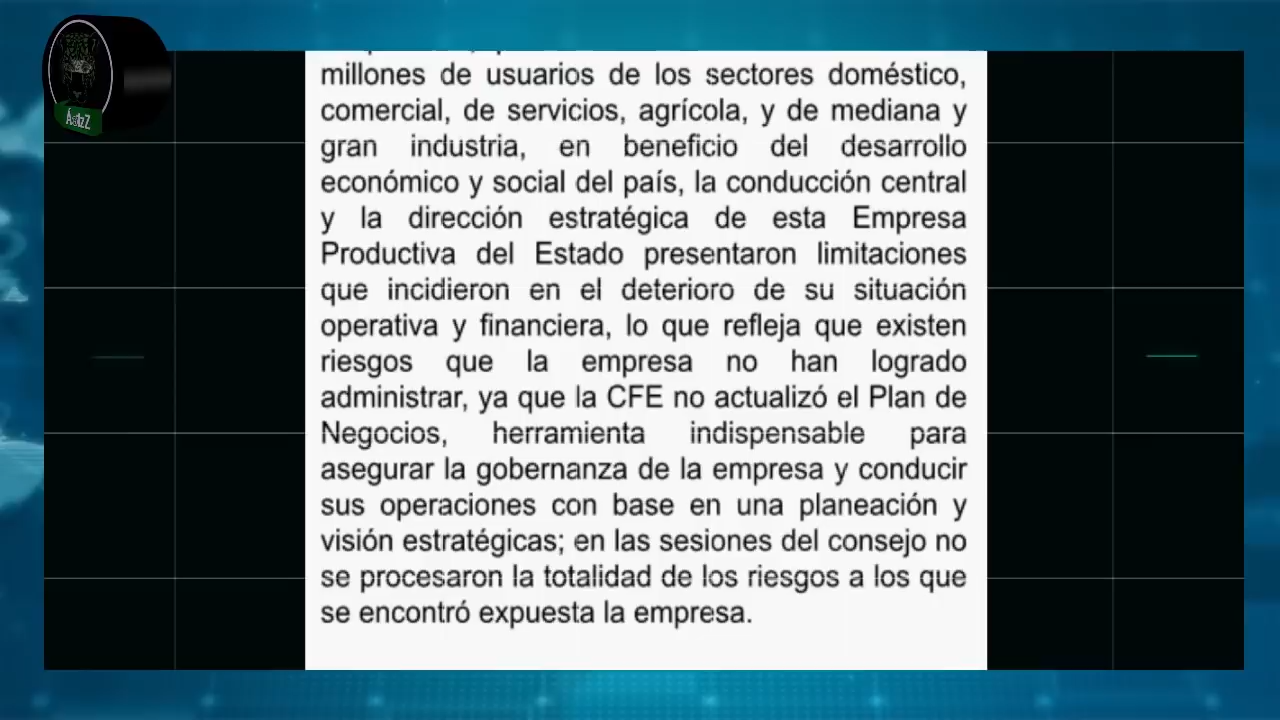 millones de usuarios de los sectores doméstico,
comercial, de servicios, agrícola, y de mediana y
gran industria, en beneficio del desarrollo
económico y social del país, la conducción central
y la dirección estratégica de esta Empresa
Productiva del Estado presentaron limitaciones
que incidieron en el deterioro de su situación
operativa y financiera, lo que refleja que existen
riesgos que la empresa no han logrado
administrar, ya que la CFE no actualizó el Plan de
Negocios, herramienta indispensable para
asegurar la gobernanza de la empresa y conducir
sus operaciones con base en una planeación y
visión estratégicas; en las sesiones del consejo no
se procesaron la totalidad de los riesgos a los que
se encontró expuesta la empresa.